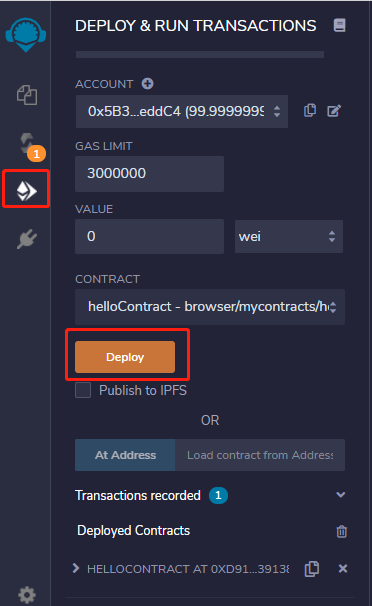 DEPLOY & RUN TRANSACTIONS
ACCOUNT
0x5B3...eddC4 (99.9999999
1
GAS LIMIT
3000000
VALUE
0
wei
CONTRACT
helloContract - browser/mycontracts/he
Deploy
Publish to IPFS
OR
At Address
Load contract from Address
Transactions recorded 1
Deployed Contracts
HELLOCONTRACT AT 0XD91...39138